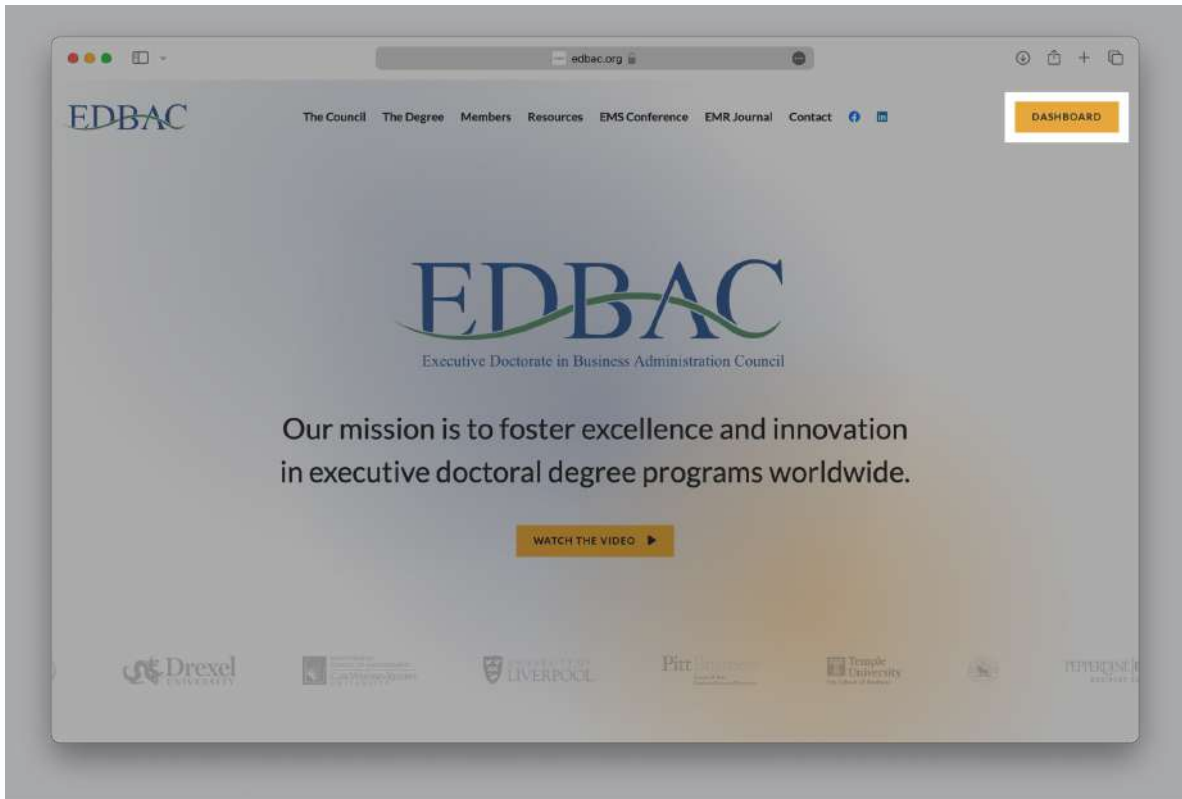 edbac.org
EDBAC
The Council The Degree Members Resources EMS Conference EMR Journal Contact
DASHBOARD
EDBAC
Executive Doctorate in Business Administration Council
Our mission is to foster excellence and innovation
in executive doctoral degree programs worldwide.
WATCH THE VIDEO
Drexel
UNIVERSITY
LIVERPOOL
Pitt
Temple
University
PEPPERDINE